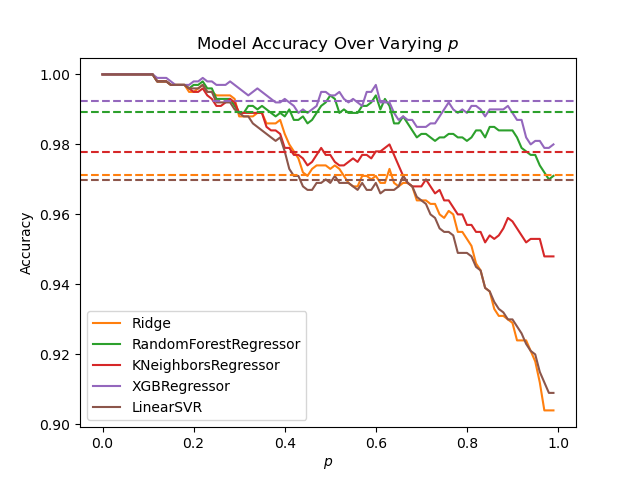 Model Accuracy Over Varying p
1.00
0.98
0.96
0.94
0.92
0.90
Accuracy
Ridge
RandomForestRegressor
KNeighborsRegressor
XGBRegressor
LinearSVR
0.0 0.2 0.4 0.6 0.8 1.0
p